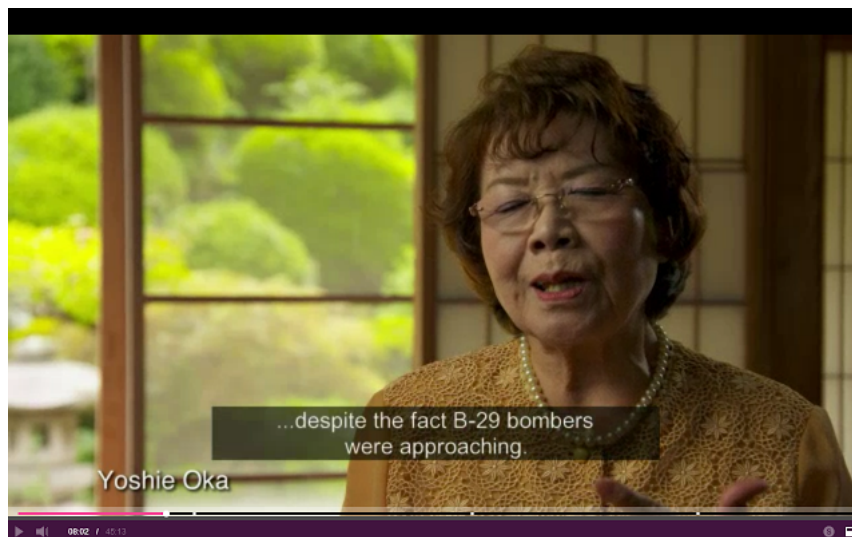 ...despite the fact B-29 bombers
were approaching.
Yoshie Oka
08:02 / 45:13